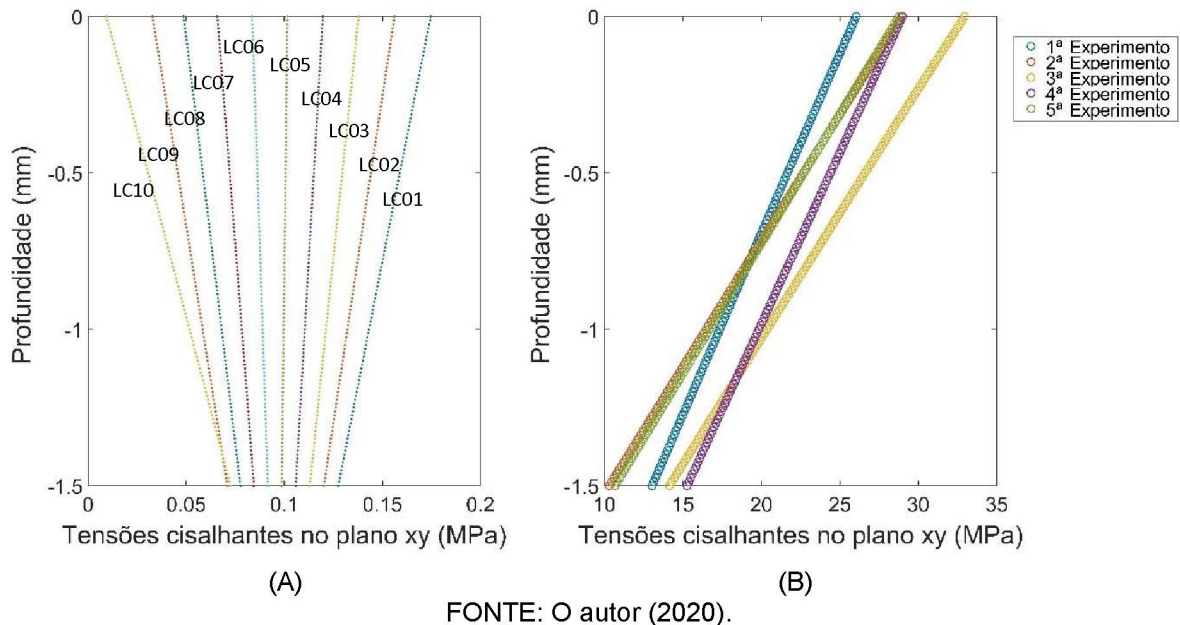 0
-0.5
-1
-1.5
Profundidade (mm)
LC06
LC05
LC07
LC04
LC08
LC03
LC09
LC02
LC10
LC01
0
0.05
0.1
0.15
0.2
Tensões cisalhantes no plano xy (MPa)
(A)
0
-0.5
-1
-1.5
Profundidade (mm)
10
15
20
25
30
35
Tensões cisalhantes no plano xy (MPa)
(B)
1ª Experimento
2ª Experimento
3ª Experimento
4ª Experimento
5ª Experimento
FONTE: O autor (2020).